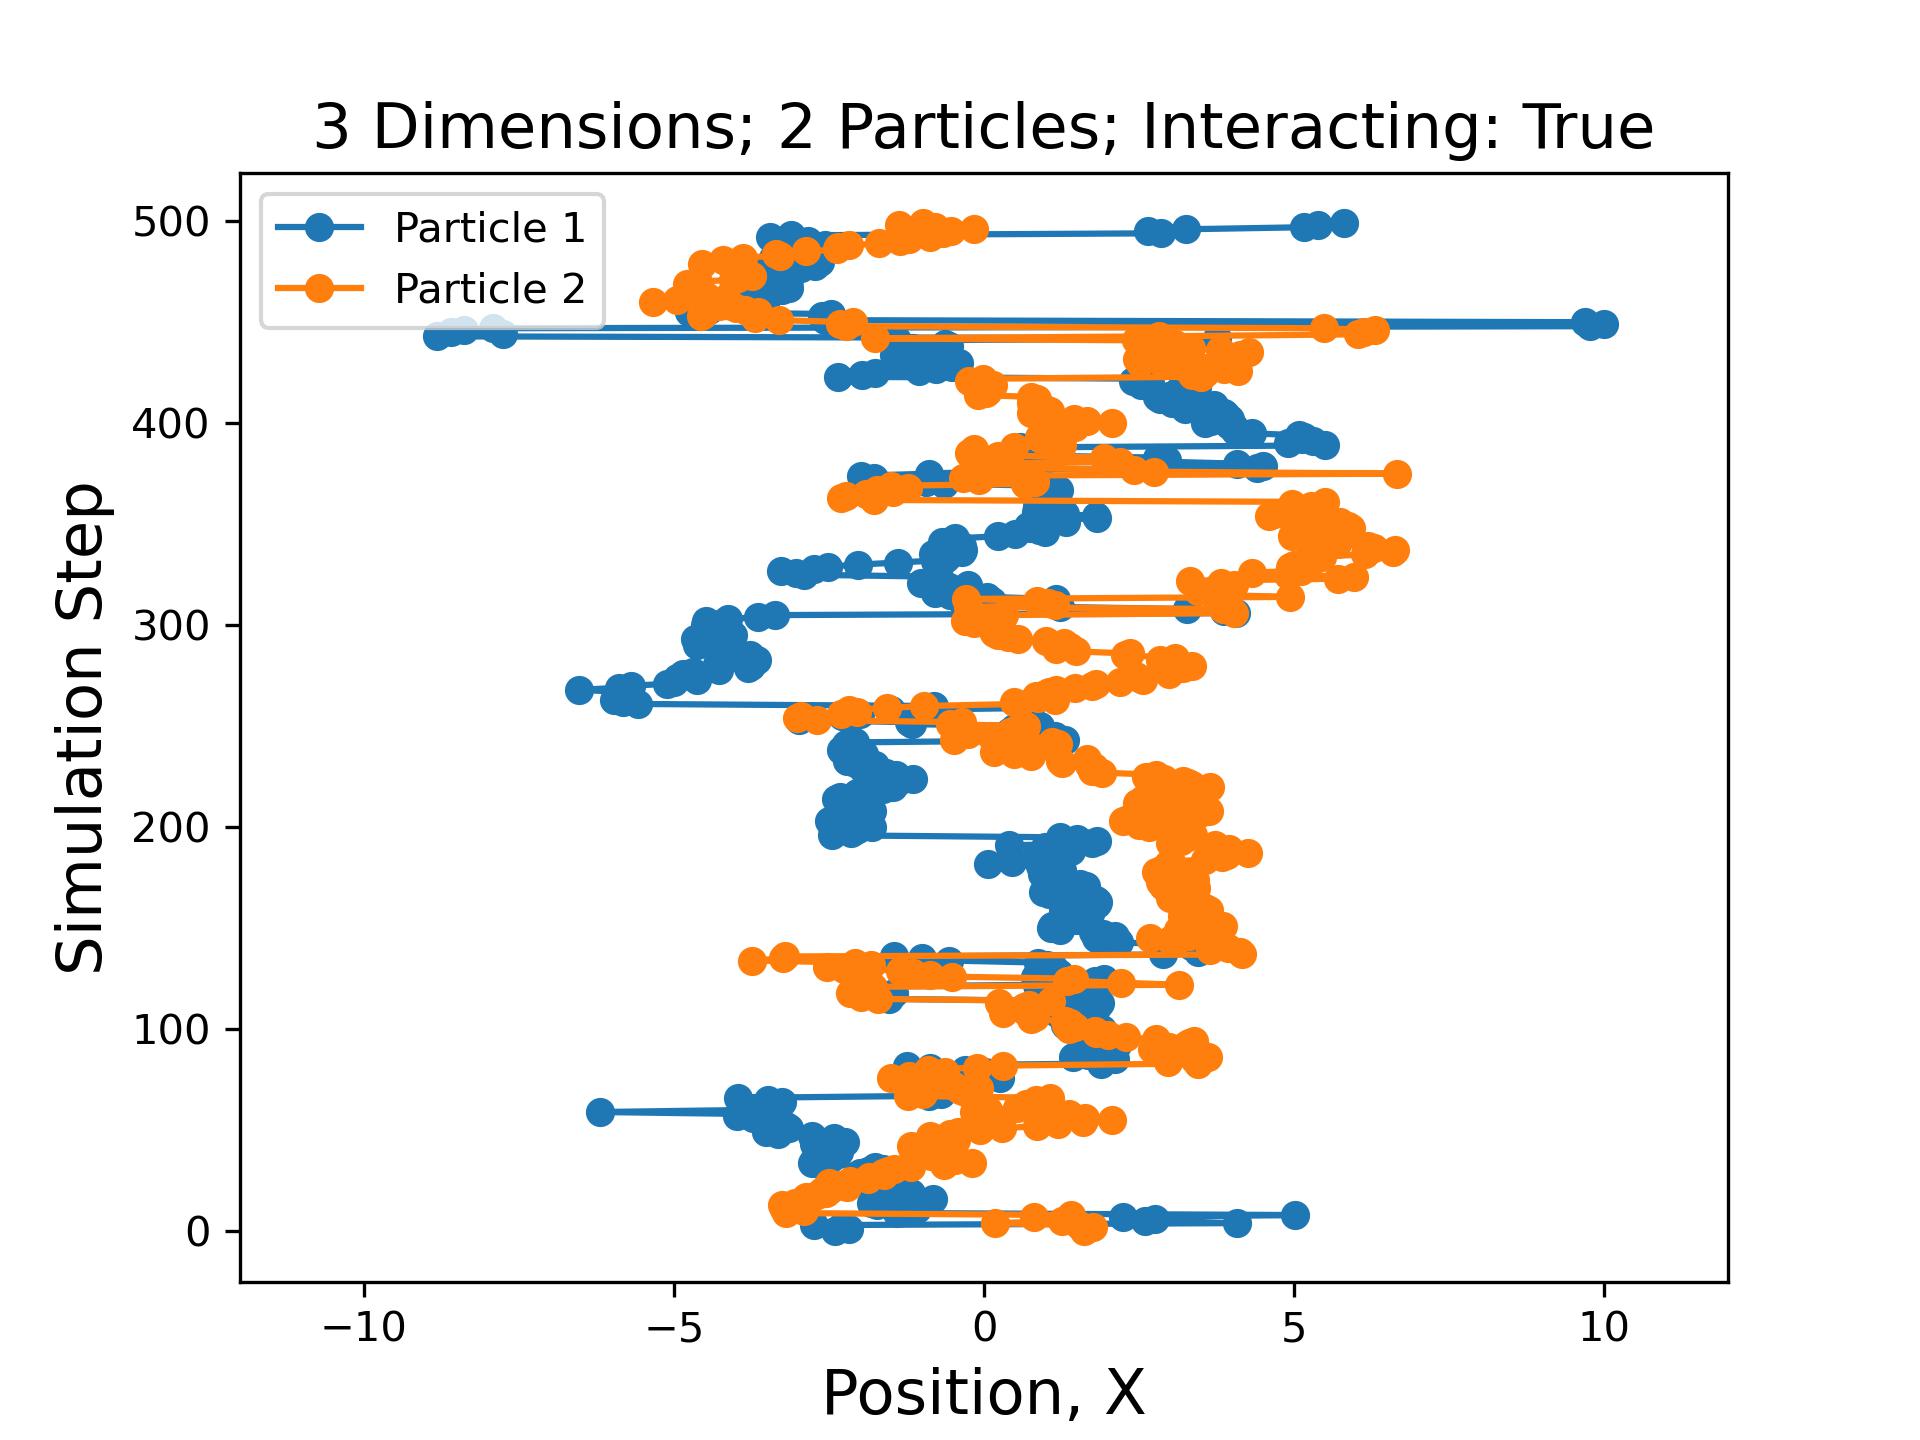 3 Dimensions; 2 Particles; Interacting: True
Particle 1
Particle 2
Simulation Step
500
400
300
200
100
0
−10
−5
0
5
10
Position, X